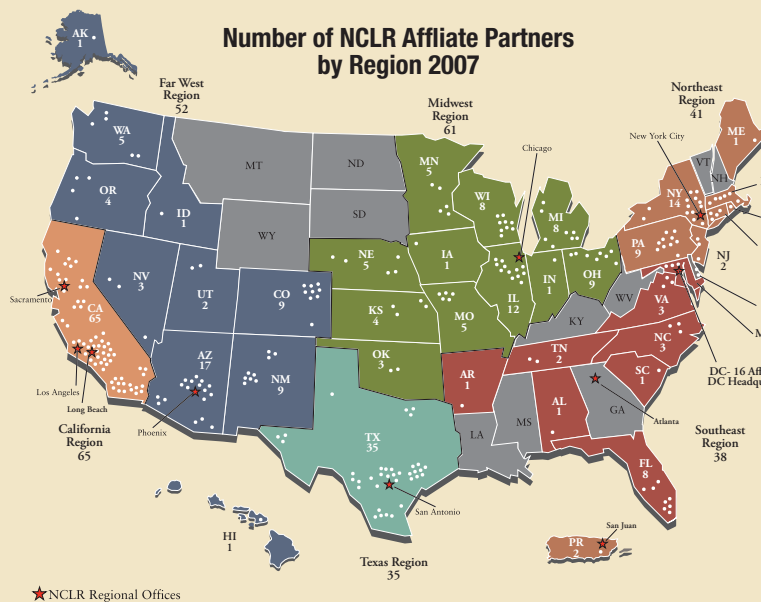 Number of NCLR Affliate Partners
by Region 2007
AK
1
Far West
Region
52
Midwest
Region
61
Northeast
Region
41
New York City
Chicago
WA
5
OR
4
ID
1
MT
ND
SD
WY
MN
5
WI
8
MI
8
ME
1
VT
NH
NY
14
PA
9
NJ
2
NV
3
UT
2
CO
9
NE
5
IA
1
IL
12
IN
1
OH
9
WV
VA
3
KS
4
MO
5
KY
Sacramento
CA
65
AZ
17
NM
9
OK
3
AR
1
TN
2
NC
3
SC
1
DC- 16 Aff
DC Headqu
M
Los Angeles
Long Beach
Phoenix
California
Region
65
TX
35
LA
MS
AL
1
GA
Atlanta
Southeast
Region
38
FL
8
San Antonio
HI
1
Texas Region
35
San Juan
PR
2
NCLR Regional Offices